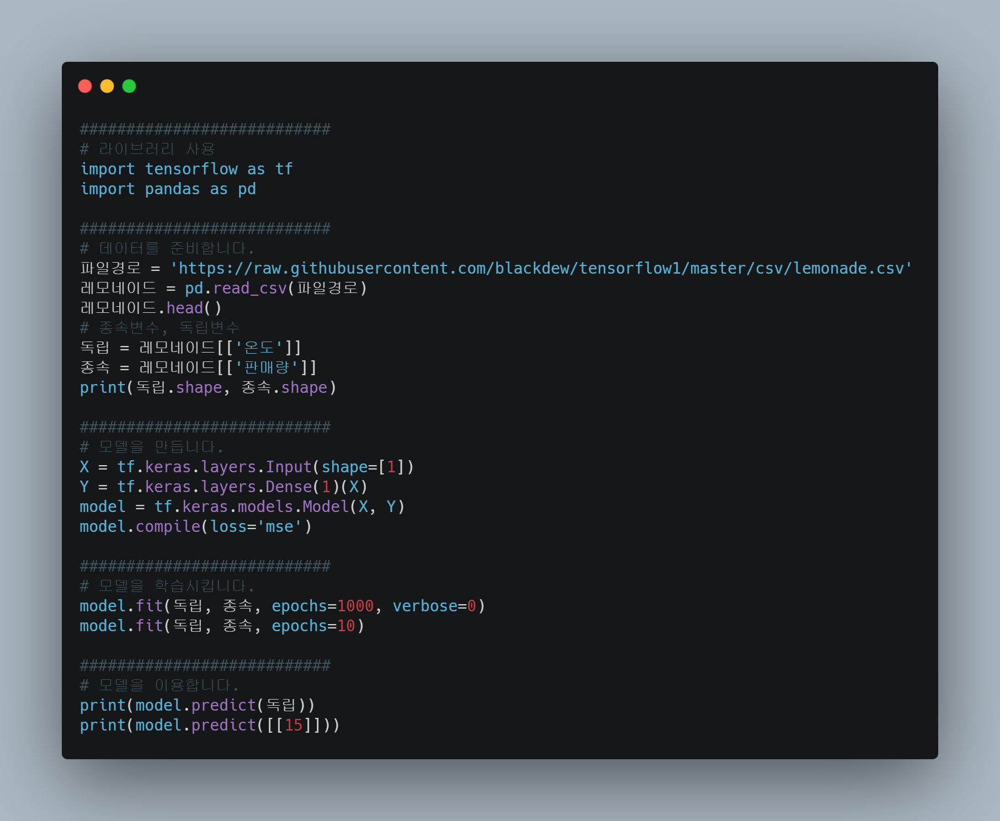 ###########################
# 라이브러리 사용
import tensorflow as tf
import pandas as pd
###########################
# 데이터를 준비합니다.
파일경로 = 'https://raw.githubusercontent.com/blackdew/tensorflow1/master/csv/lemonade.csv'
레모네이드 = pd.read_csv(파일경로)
레모네이드.head()
# 종속변수, 독립변수
독립 = 레모네이드[['온도']]
종속 = 레모네이드[['판매량']]
print(독립.shape, 종속.shape)
###########################
# 모델을 만듭니다.
X = tf.keras.layers.Input(shape=[1])
Y = tf.keras.layers.Dense(1)(X)
model = tf.keras.models.Model(X, Y)
model.compile(loss='mse')
###########################
# 모델을 학습시킵니다.
model.fit(독립, 종속, epochs=1000, verbose=0)
model.fit(독립, 종속, epochs=10)
###########################
# 모델을 이용합니다.
print(model.predict(독립))
print(model.predict([[15]]))